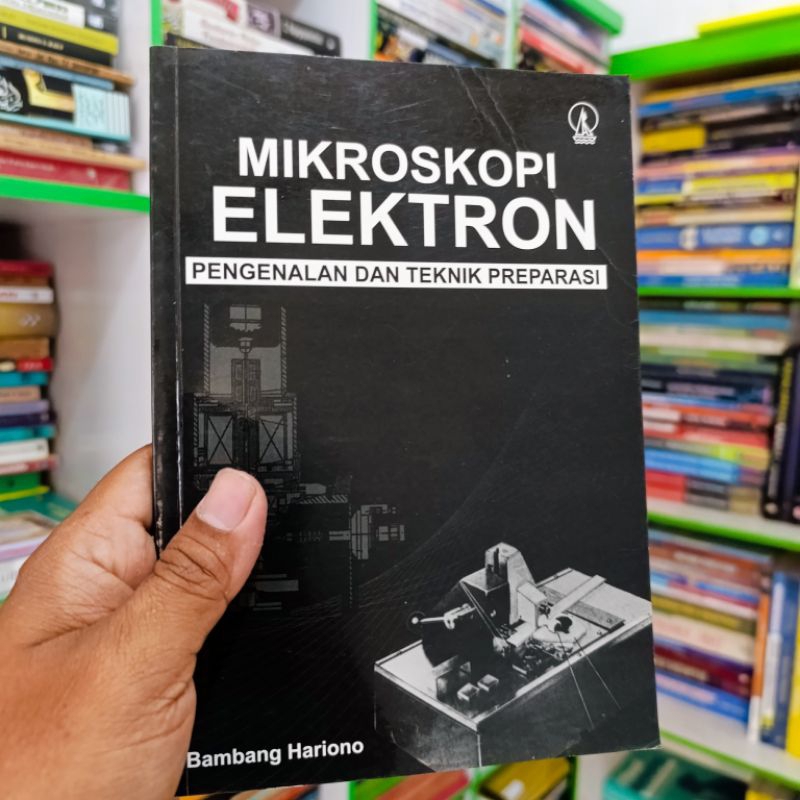 MIKROSKOPI
ELEKTRON
PENGENALAN DAN TEKNIK PREPARASI
Bambang Hariono